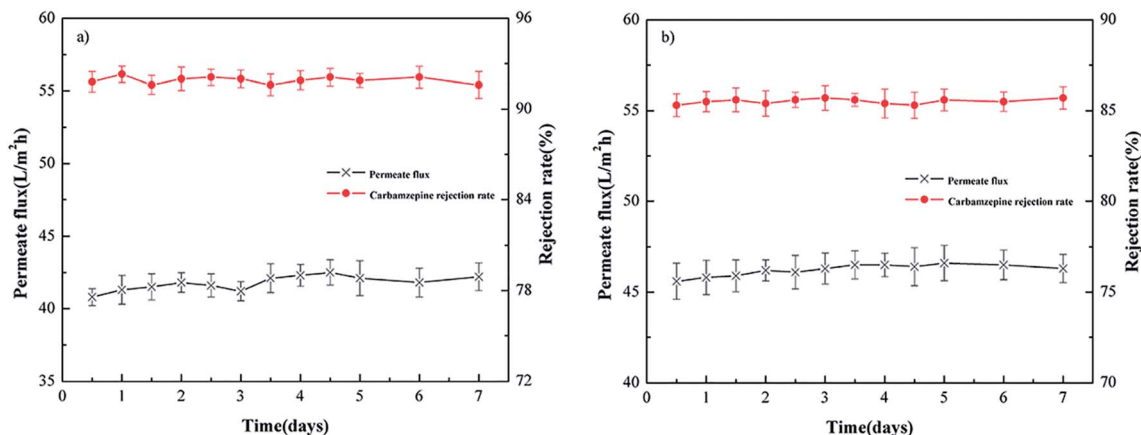 a)
60
55
50
45
40
35
Permeate flux(L/m²h)
96
90
84
78
72
Rejection rate(%)
Permeate flux
Carbamzepine rejection rate
0 1 2 3 4 5 6 7
Time(days)
b)
60
55
50
45
40
Permeate flux(L/m²h)
90
85
80
75
70
Rejection rate(%)
Permeate flux
Carbamzepine rejection rate
0 1 2 3 4 5 6 7
Time(days)